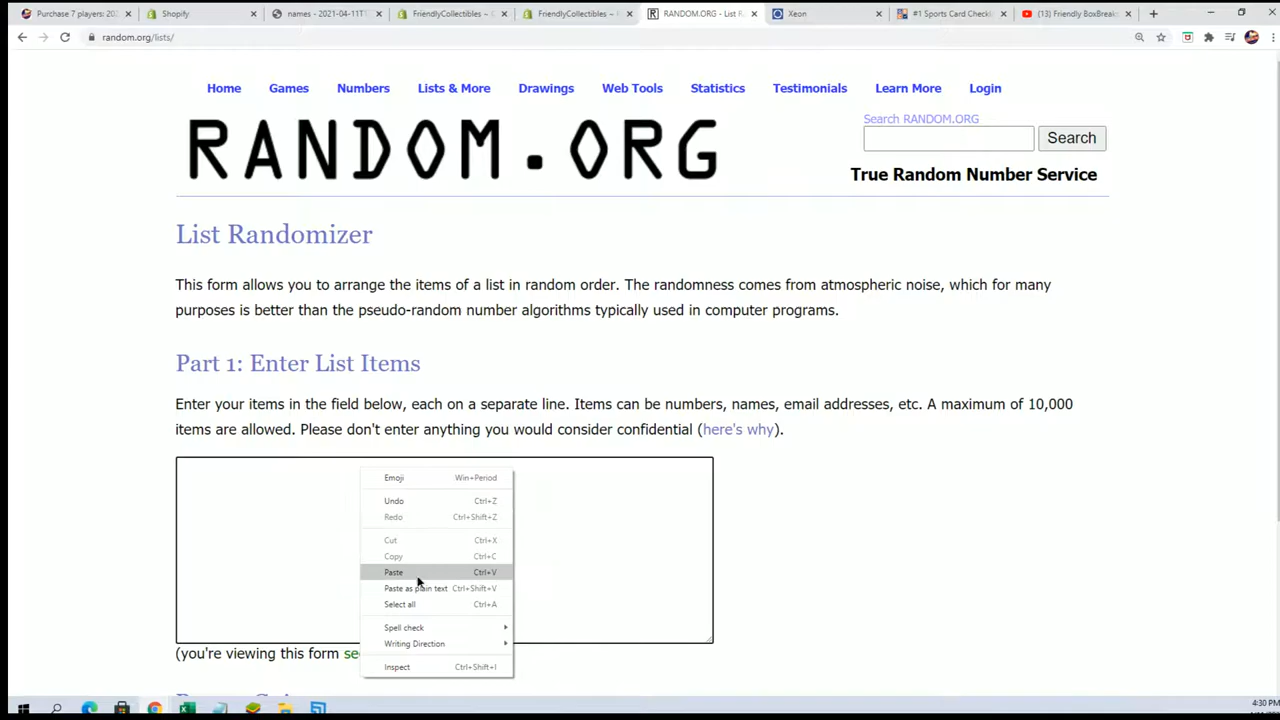 Purchase 7 players: 202
Shopify
names - 2021-04-11T1
FriendlyCollectibles ~
FriendlyCollectibles ~
RANDOM.ORG - List R
Xeon
#1 Sports Card Checkl
(13) Friendly BoxBreak
random.org/lists/
Home Games Numbers Lists & More Drawings Web Tools Statistics Testimonials Learn More Login
Search RANDOM.ORG
RANDOM.ORG
Search
True Random Number Service
List Randomizer
This form allows you to arrange the items of a list in random order. The randomness comes from atmospheric noise, which for many
purposes is better than the pseudo-random number algorithms typically used in computer programs.
Part 1: Enter List Items
Enter your items in the field below, each on a separate line. Items can be numbers, names, email addresses, etc. A maximum of 10,000
items are allowed. Please don't enter anything you would consider confidential (here's why).
Emoji Win+Period
Undo Ctrl+Z
Redo Ctrl+Shift+Z
Cut Ctrl+X
Copy Ctrl+C
Paste Ctrl+V
Paste as plain text Ctrl+Shift+V
Select all Ctrl+A
Spell check
Writing Direction
Inspect Ctrl+Shift+I
(you're viewing this form se
4:30 PM